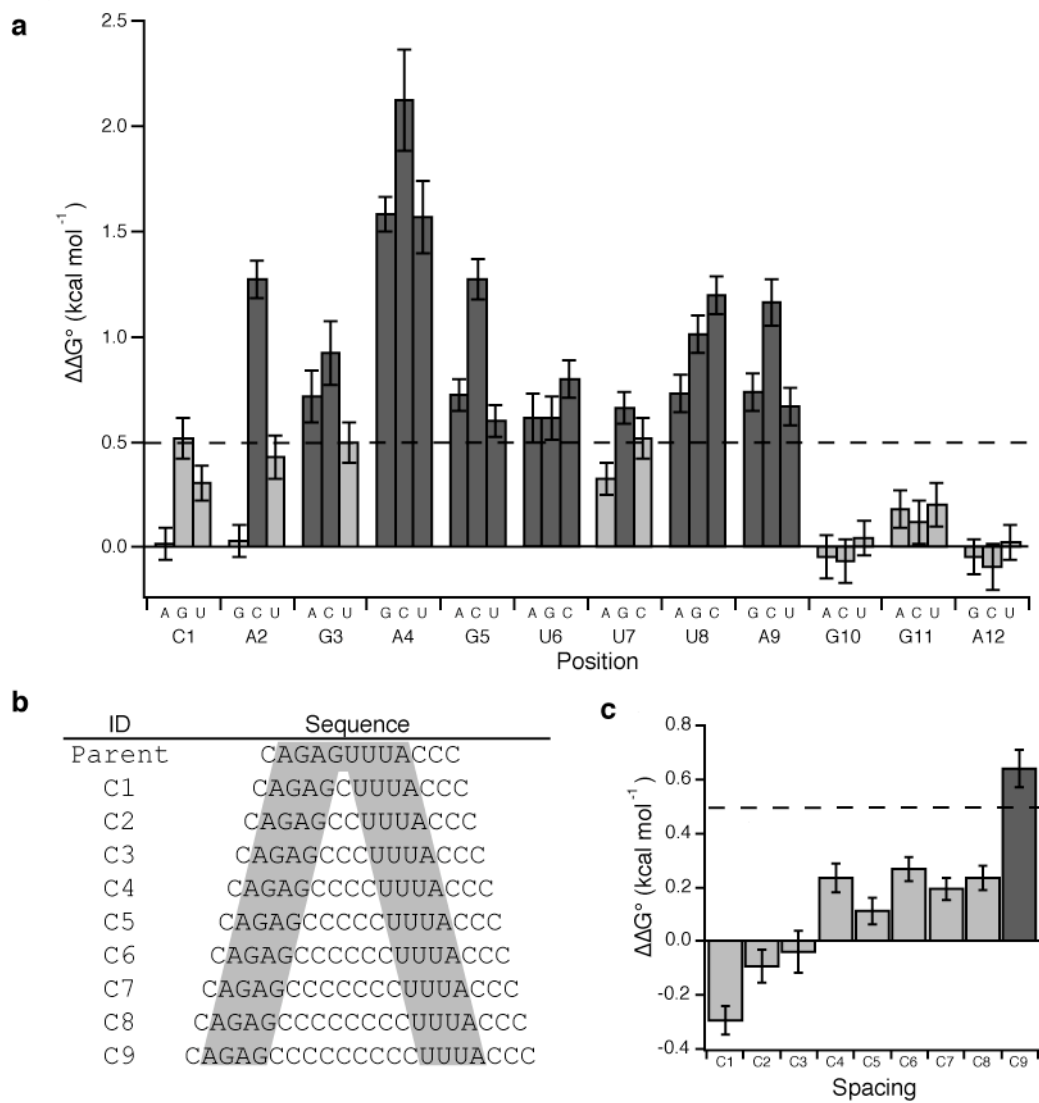 a
2.5
2.0
1.5
1.0
0.5
0.0
ΔΔG° (kcal mol⁻¹)
A G U G C U A C U G C U A C U A G C A G C A G C G C U A C U A C U G C U
C1 A2 G3 A4 G5 U6 U7 U8 A9 G10 G11 A12
Position
b
ID Sequence
Parent CAGAGUUUACCC
C1 CAGAGCUUUACCC
C2 CAGAGCCUUUACCC
C3 CAGAGCCCUUUACCC
C4 CAGAGCCCCUUUACCC
C5 CAGAGCCCCCUUUACCC
C6 CAGAGCCCCCCUUUACCC
C7 CAGAGCCCCCCCUUUACCC
C8 CAGAGCCCCCCCCUUUACCC
C9 CAGAGCCCCCCCCCUUUACCC
c
0.8
0.6
0.4
0.2
0.0
-0.2
-0.4
ΔΔG° (kcal mol⁻¹)
C1 C2 C3 C4 C5 C6 C7 C8 C9
Spacing